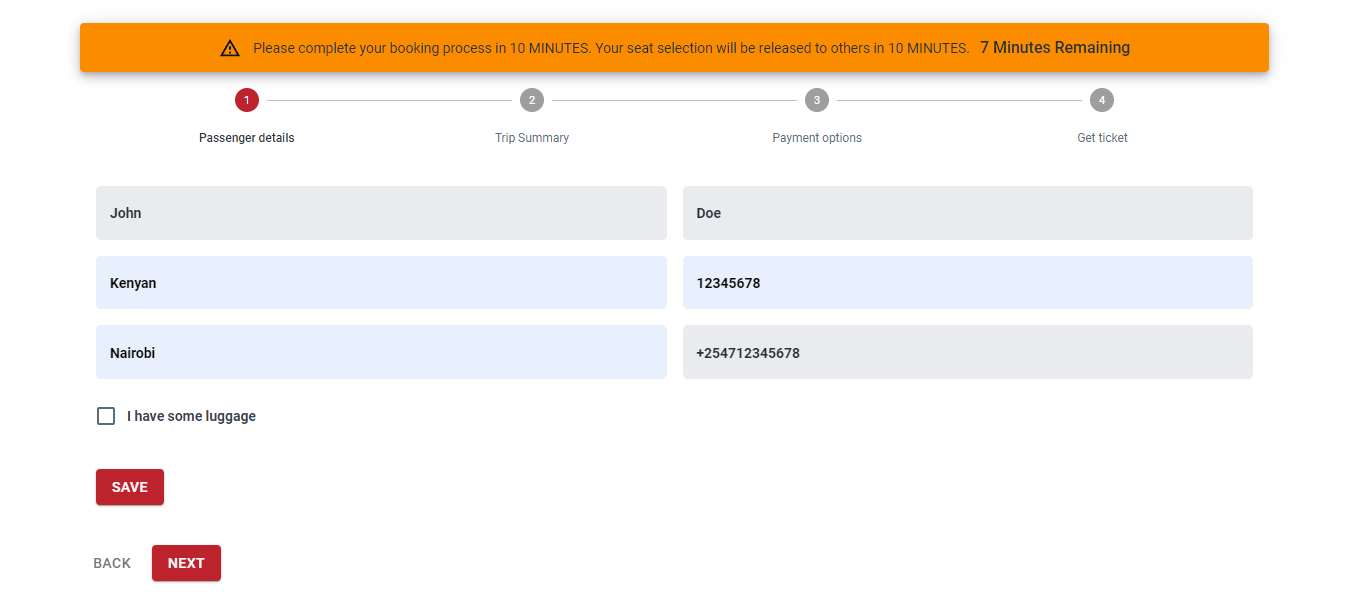 Please complete your booking process in 10 MINUTES. Your seat selection will be released to others in 10 MINUTES. 7 Minutes Remaining
1 2 3 4
Passenger details Trip Summary Payment options Get ticket
John Doe
Kenyan 12345678
Nairobi +254712345678
I have some luggage
SAVE
BACK NEXT